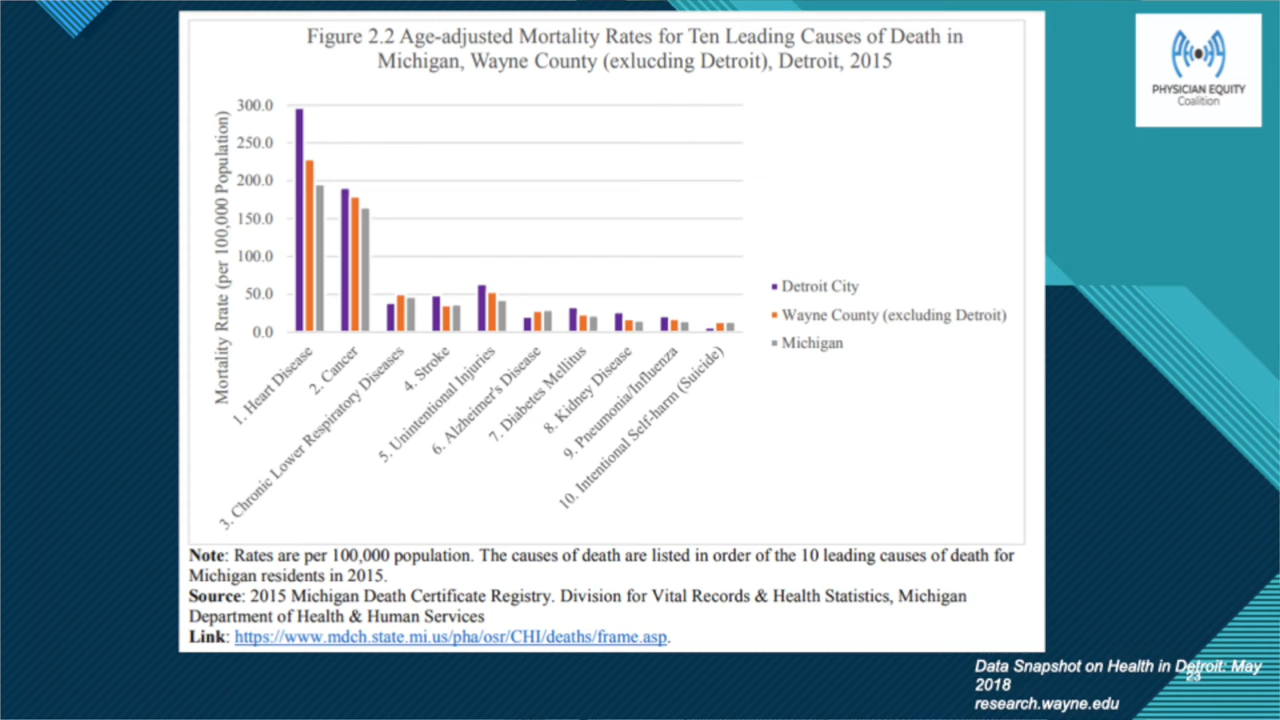 Figure 2.2 Age-adjusted Mortality Rates for Ten Leading Causes of Death in
Michigan, Wayne County (exlucding Detroit), Detroit, 2015
PHYSICIAN EQUITY
Coalition
Mortality Rrate (per 100,000 Population)
300.0
250.0
200.0
150.0
100.0
50.0
0.0
1. Heart Disease
2. Cancer
3. Chronic Lower Respiratory Diseases
4. Stroke
5. Unintentional Injuries
6. Alzheimer's Disease
7. Diabetes Mellitus
8. Kidney Disease
9. Pneumonia/Influenza
10. Intentional Self-harm (Suicide)
Detroit City
Wayne County (excluding Detroit)
Michigan
Note: Rates are per 100,000 population. The causes of death are listed in order of the 10 leading causes of death for
Michigan residents in 2015.
Source: 2015 Michigan Death Certificate Registry. Division for Vital Records & Health Statistics, Michigan
Department of Health & Human Services
Link: https://www.mdch.state.mi.us/pha/osr/CHI/deaths/frame.asp.
Data Snapshot on Health in Detroit: May
2018
research.wayne.edu
23